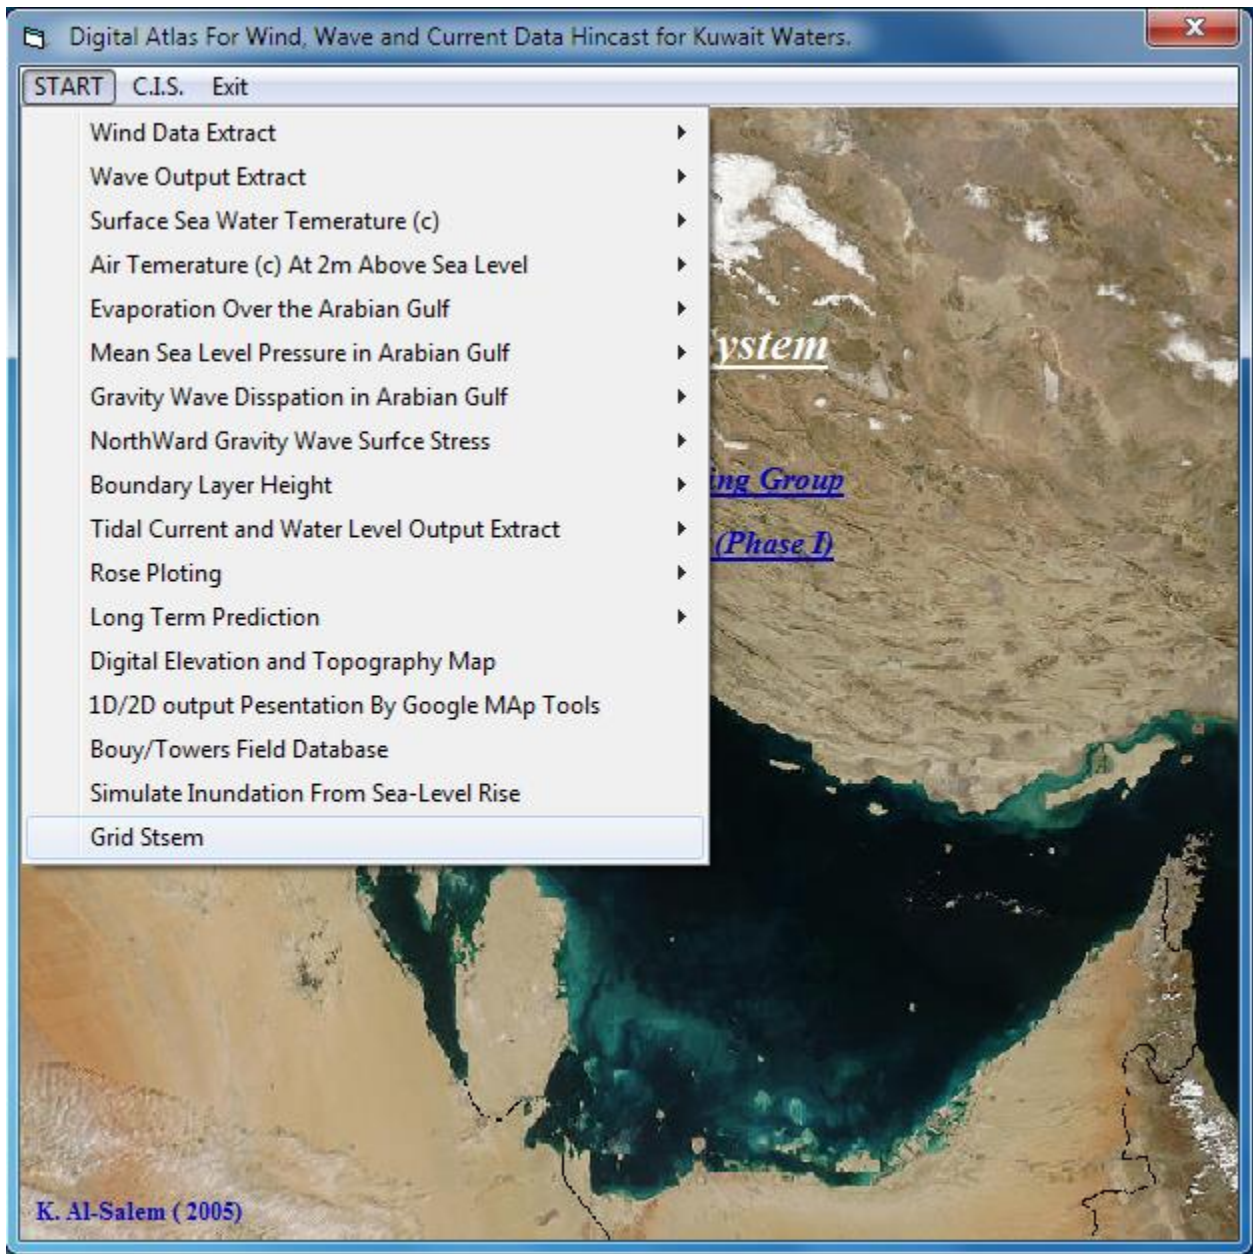 Digital Atlas For Wind, Wave and Current Data Hincast for Kuwait Waters.
START C.I.S. Exit
Wind Data Extract
Wave Output Extract
Surface Sea Water Temerature (c)
Air Temerature (c) At 2m Above Sea Level
Evaporation Over the Arabian Gulf
Mean Sea Level Pressure in Arabian Gulf
Gravity Wave Disspation in Arabian Gulf
NorthWard Gravity Wave Surfce Stress
Boundary Layer Height
Tidal Current and Water Level Output Extract
Rose Ploting
Long Term Prediction
Digital Elevation and Topography Map
1D/2D output Pesentation By Google MAp Tools
Bouy/Towers Field Database
Simulate Inundation From Sea-Level Rise
Grid Stsem
ystem
ing Group
(Phase I)
K. Al-Salem ( 2005)